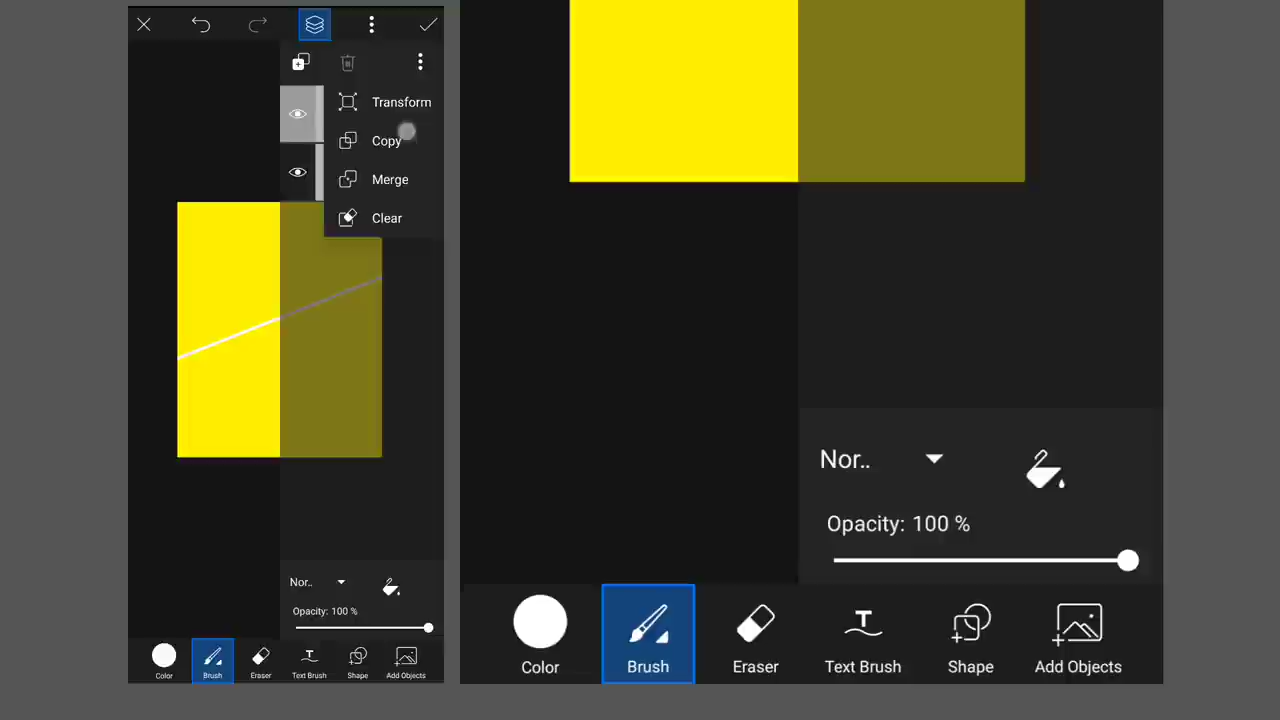 Transform
Copy
Merge
Clear
Nor..
Opacity: 100 %
Color
Brush
Eraser
Text Brush
Shape
Add Objects
Nor..
Opacity: 100 %
Color
Brush
Eraser
Text Brush
Shape
Add Objects